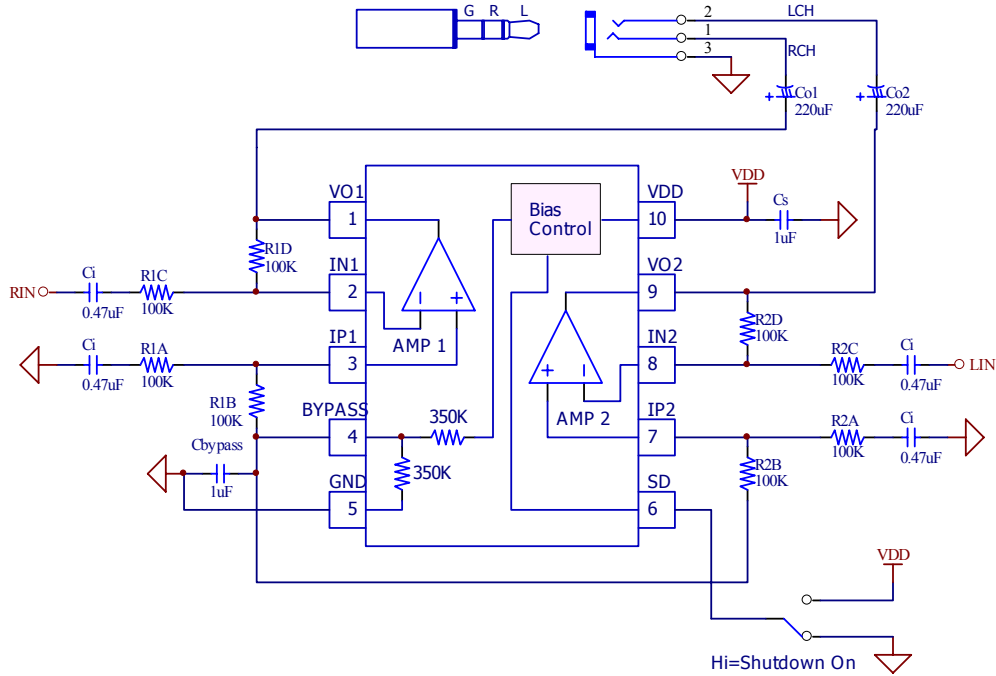 G R L
2
LCH
1
RCH
3
+ Co1
220uF
+ Co2
220uF
VO1
1
R1D
100K
IN1
2
RIN
Ci
0.47uF
R1C
100K
IP1
3
Ci
0.47uF
R1A
100K
R1B
100K
BYPASS
4
Cbypass
1uF
GND
5
Bias
Control
AMP 1
350K
350K
AMP 2
VDD
10
VDD
Cs
1uF
VO2
9
R2D
100K
IN2
8
R2C
100K
Ci
0.47uF
LIN
IP2
7
R2A
100K
Ci
0.47uF
R2B
100K
SD
6
VDD
Hi=Shutdown On